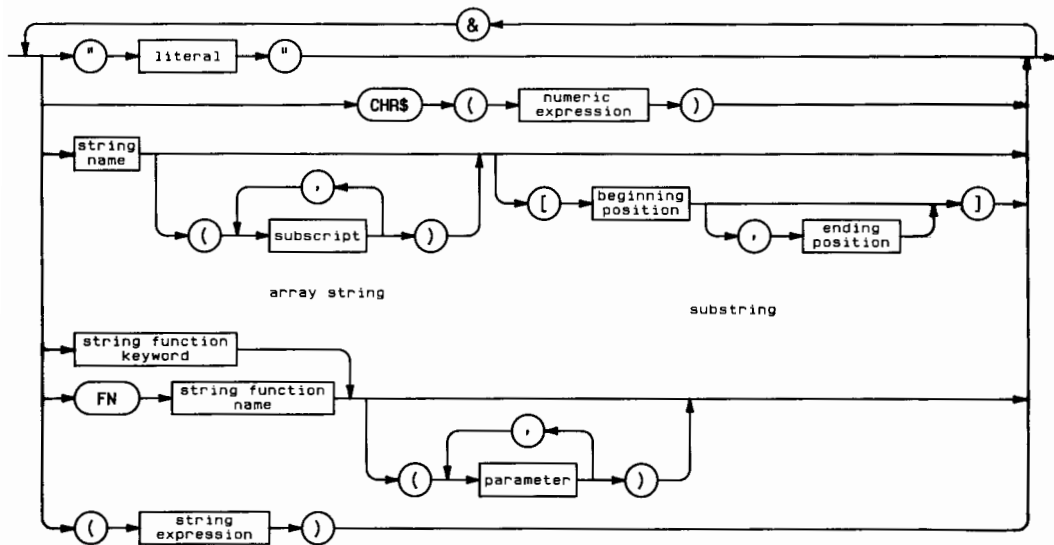 &
" literal "
CHR$ ( numeric
expression )
string
name
,
( subscript )
[ beginning
position ]
, ending
position
array string
substring
string function
keyword
FN string function
name
,
( parameter )
( string
expression )